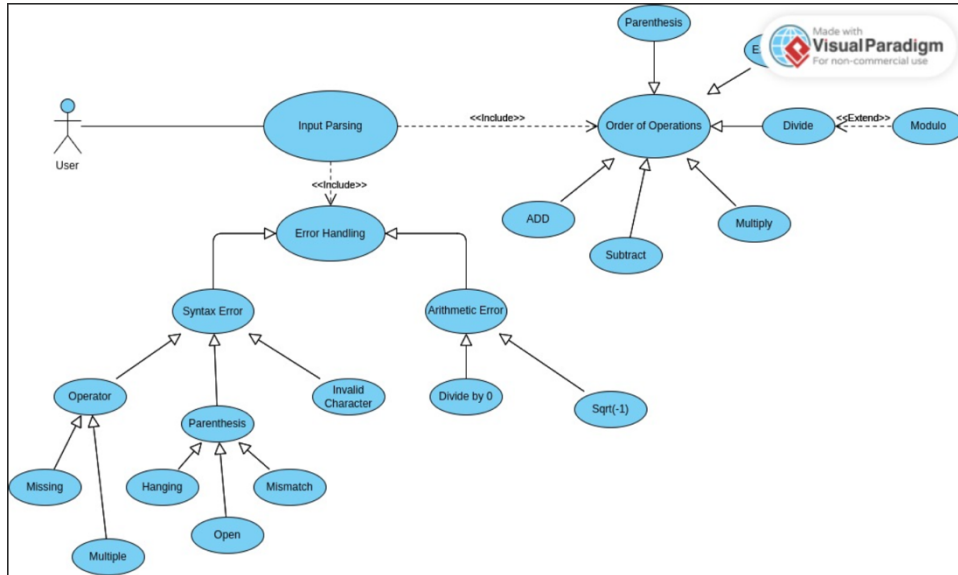 Parenthesis
Made with
VisualParadigm
For non-commercial use
Input Parsing
<<Include>>
Order of Operations
Divide
<<Extend>>
Modulo
User
<<Include>>
ADD
Multiply
Error Handling
Subtract
Syntax Error
Arithmetic Error
Operator
Invalid
Character
Divide by 0
Sqrt(-1)
Parenthesis
Missing
Hanging
Mismatch
Open
Multiple